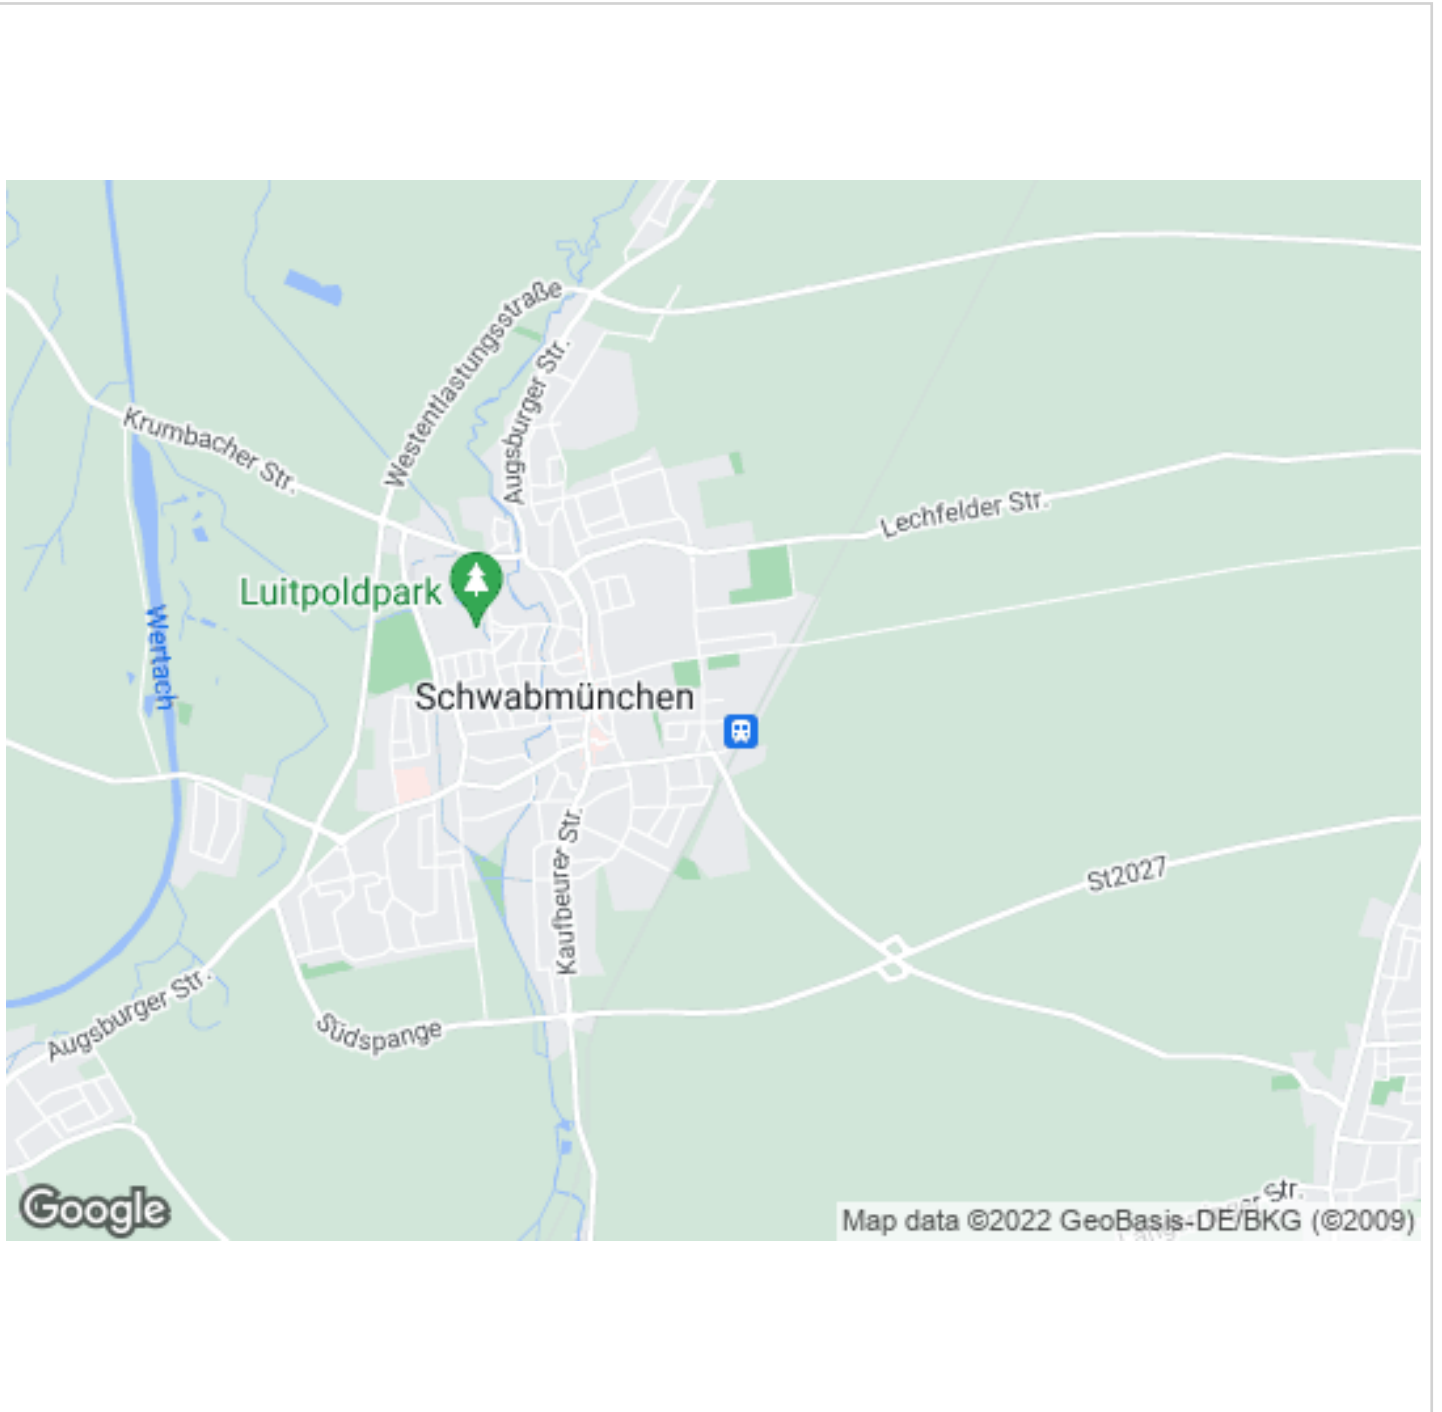 Westentlastungsstraße
Augsburger Str.
Krumbacher Str.
Lechfelder Str.
Luitpoldpark
Wertach
Schwabmünchen
Kaufbeurer Str.
St2027
Augsburger Str.
Südspange
Str.
Google
Map data ©2022 GeoBasis-DE/BKG (©2009)